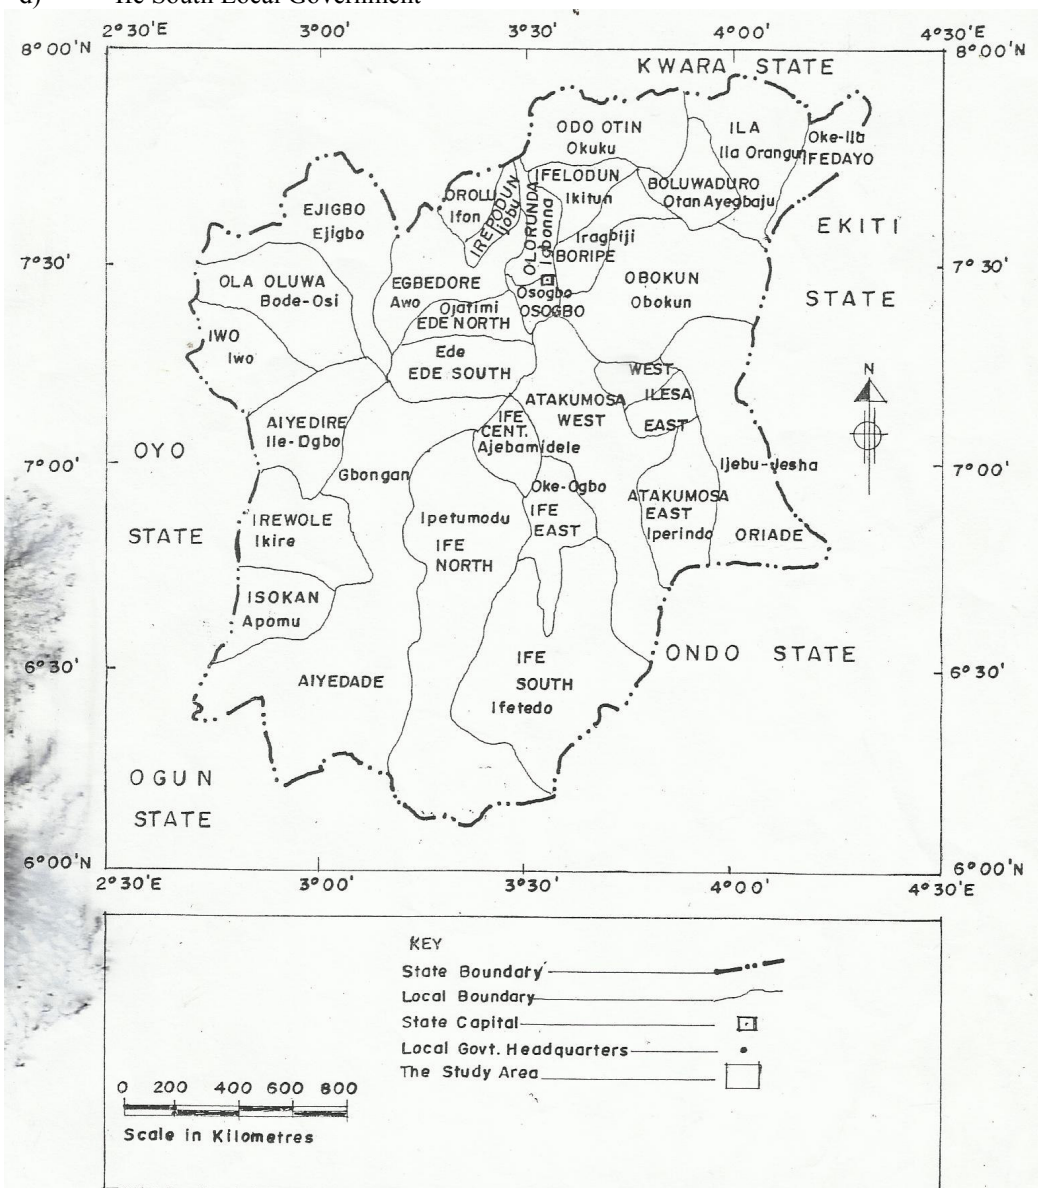 d) Ife South Local Government
2°30'E 3°00' 3°30' 4°00' 4°30'E
8°00'N 8°00'N
KWARA STATE
ODO OTIN
Okuku
ILA
Ila Orangun
Oke-Ila
IFEDAYO
IFELODUN
Ikitun
BOLUWADURO
Otan Ayegbaju
OROLU
Ifon
IREPODUN
Ijobu
OLORUNDA
Igbonna
EJIGBO
Ejigbo
Iragbiji
BORIPE
EKITI
STATE
7°30' 7°30'
OLA OLUWA
Bode-Osi
EGBEDORE
Awo
OBOKUN
Obokun
Osogbo
OSOGBO
Ojatimi
EDE NORTH
IWO
Iwo
Ede
EDE SOUTH
WEST
ILESA
EAST
N
ATAKUMOSA
WEST
IFE
CENT.
Ajebamidele
AIYEDIRE
Ile-Ogbo
OYO
STATE
7°00' 7°00'
Gbongan
Ijebu-Jesha
Oke-Ogbo
IFE
EAST
ATAKUMOSA
EAST
Iperindo
ORIADE
IREWOLE
Ikire
Ipetumodu
IFE
NORTH
ISOKAN
Apomu
6°30' 6°30'
ONDO STATE
IFE
SOUTH
Ifetedo
AIYEDADE
OGUN
STATE
6°00'N 6°00'N
2°30'E 3°00' 3°30' 4°00' 4°30'E
KEY
State Boundary
Local Boundary
State Capital
Local Govt. Headquarters
The Study Area
0 200 400 600 800
Scale in Kilometres